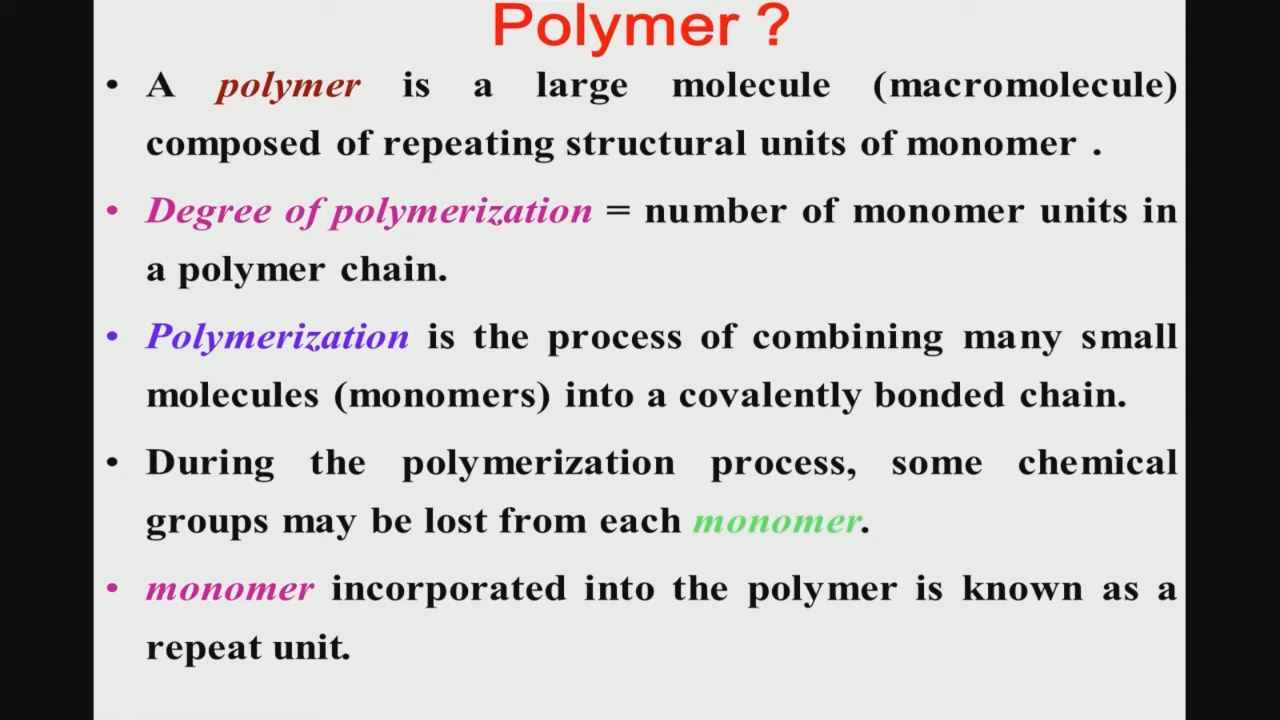 Polymer ?
• A polymer is a large molecule (macromolecule)
composed of repeating structural units of monomer .
• Degree of polymerization = number of monomer units in
a polymer chain.
• Polymerization is the process of combining many small
molecules (monomers) into a covalently bonded chain.
• During the polymerization process, some chemical
groups may be lost from each monomer.
• monomer incorporated into the polymer is known as a
repeat unit.